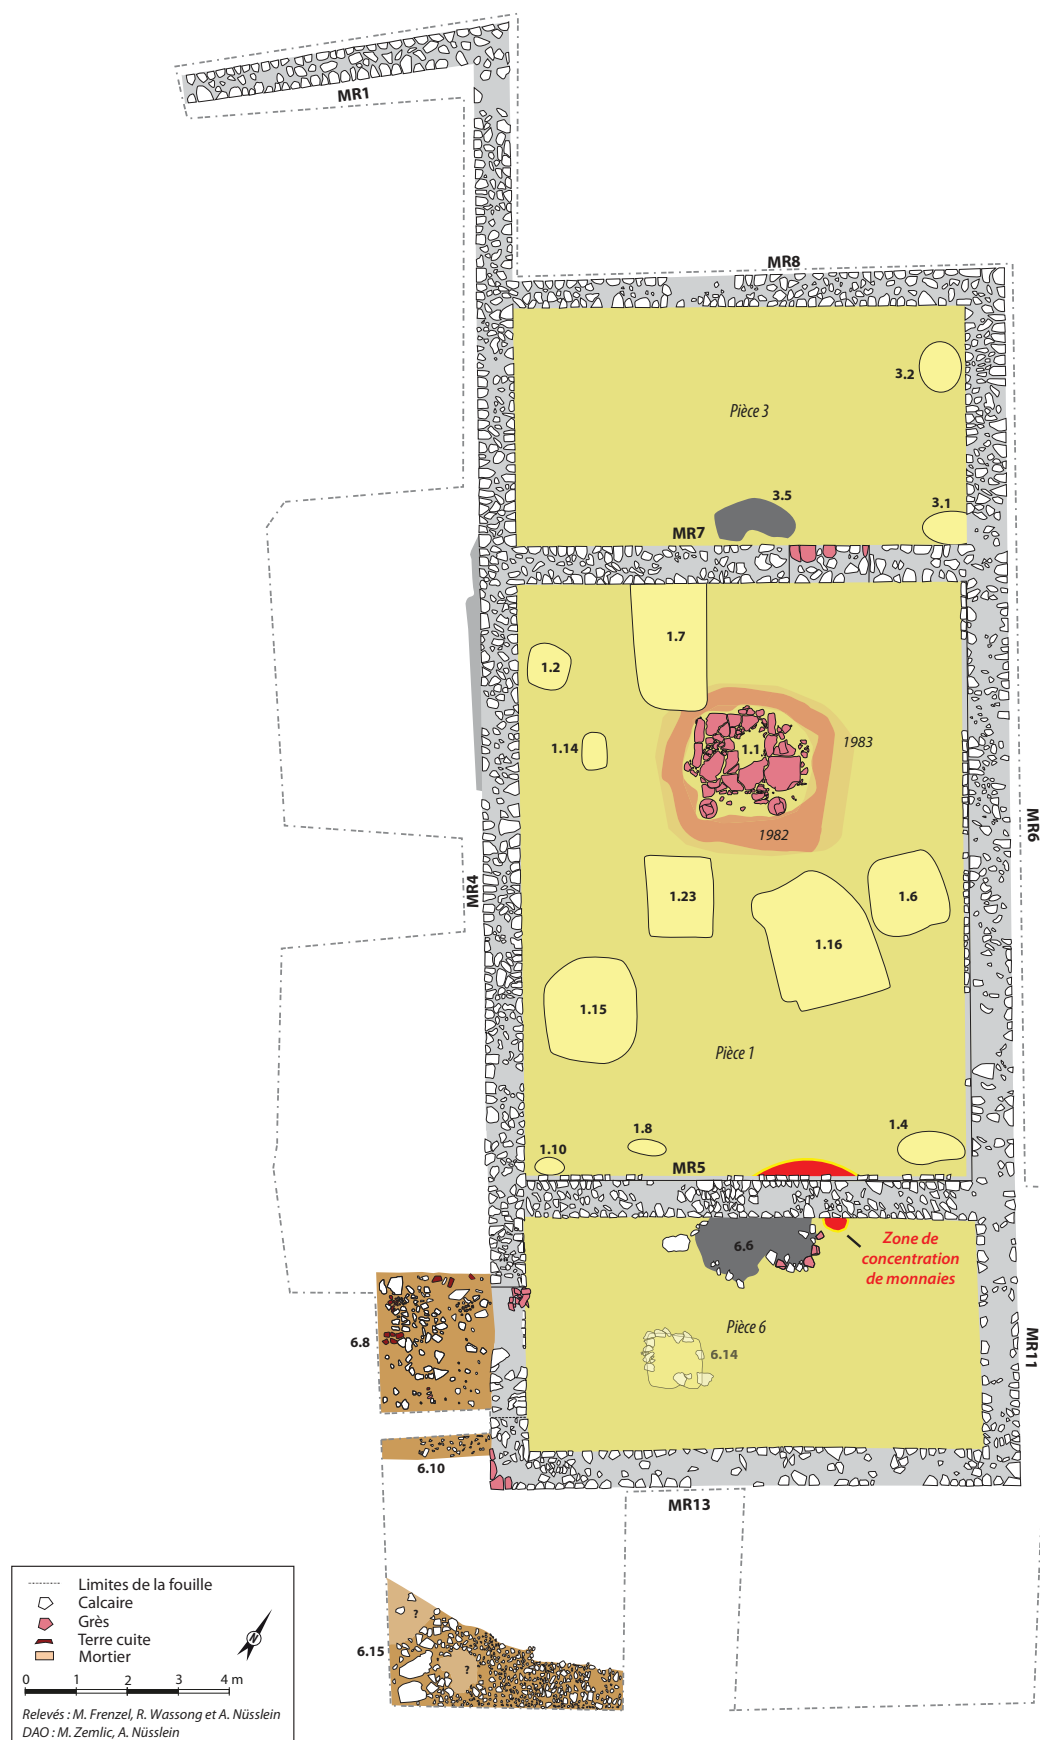 MR1
MR8
3.2
Pièce 3
3.5
3.1
MR7
1.7
1.2
1.14
1.1
1983
1982
MR6
MR4
1.23
1.6
1.16
1.15
Pièce 1
1.8
1.4
1.10
MR5
6.6
Zone de
concentration
de monnaies
Pièce 6
6.14
6.8
MR11
6.10
MR13
?
?
6.15
Limites de la fouille
Calcaire
Grès
Terre cuite
Mortier
N
0 1 2 3 4 m
Relevés : M. Frenzel, R. Wassong et A. Nüsslein
DAO : M. Zemlic, A. Nüsslein